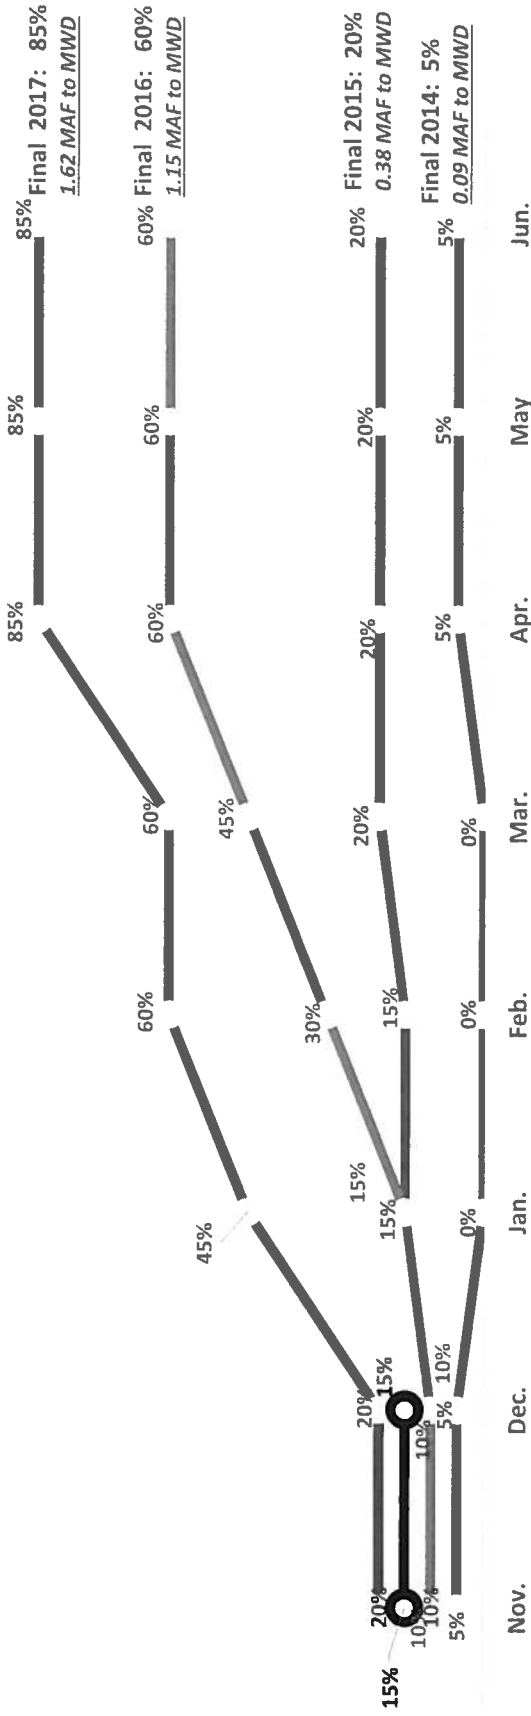 85%
85%
85%
Final 2017: 85%
1.62 MAF to MWD
60%
60%
60%
60%
60%
Final 2016: 60%
1.15 MAF to MWD
45%
45%
30%
15%
20%
20%
15%
15%
20%
20%
20%
20%
Final 2015: 20%
0.38 MAF to MWD
15%
15%
10%
10%
10%
10%
5%
5%
0%
0%
0%
5%
5%
5%
Final 2014: 5%
0.09 MAF to MWD
Nov.
Dec.
Jan.
Feb.
Mar.
Apr.
May
Jun.